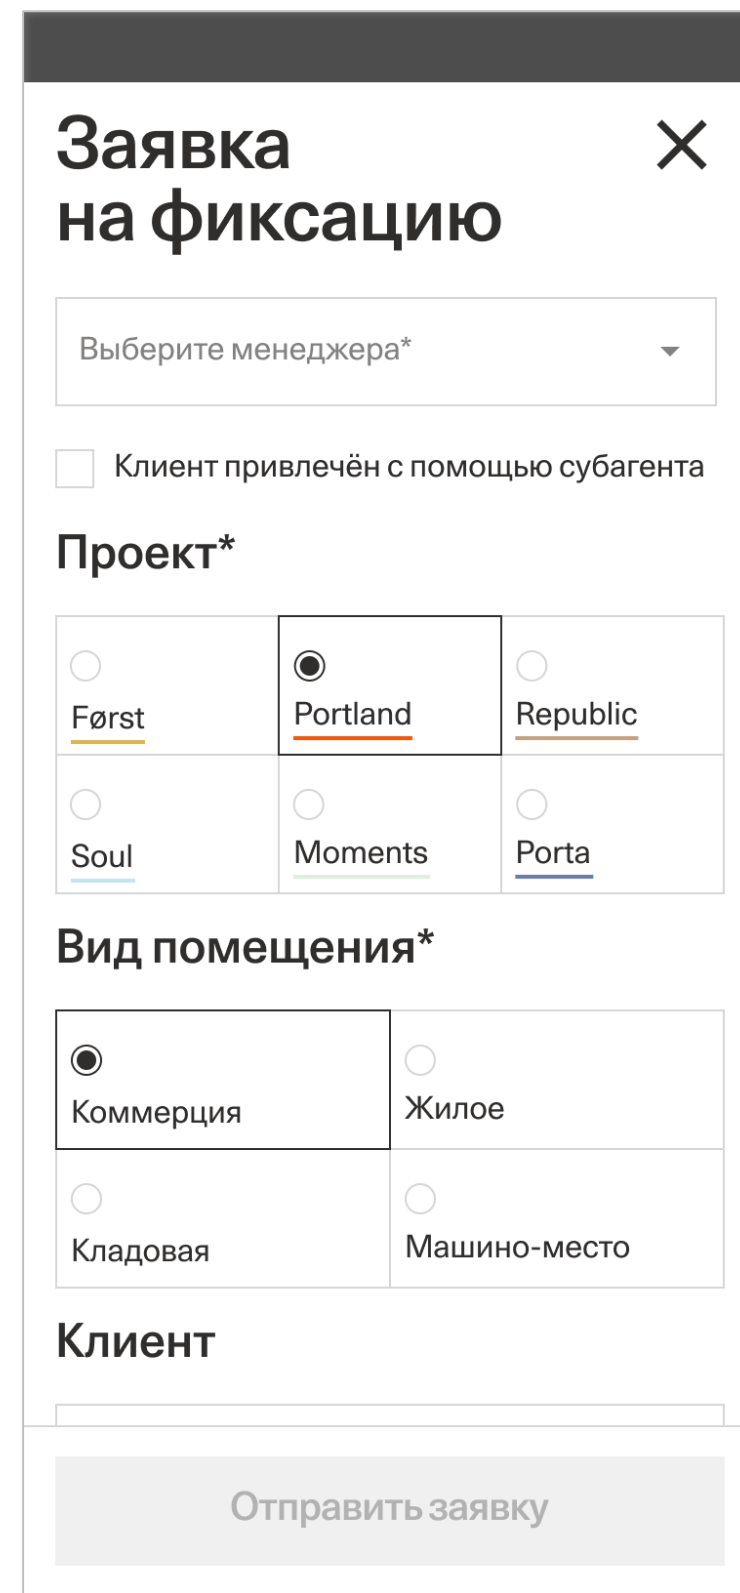 Заявка
на фиксацию
Выберите менеджера*
Клиент привлечён с помощью субагента
Проект*
Først
Portland
Republic
Soul
Moments
Porta
Вид помещения*
Коммерция
Жилое
Кладовая
Машино-место
Клиент
Отправить заявку